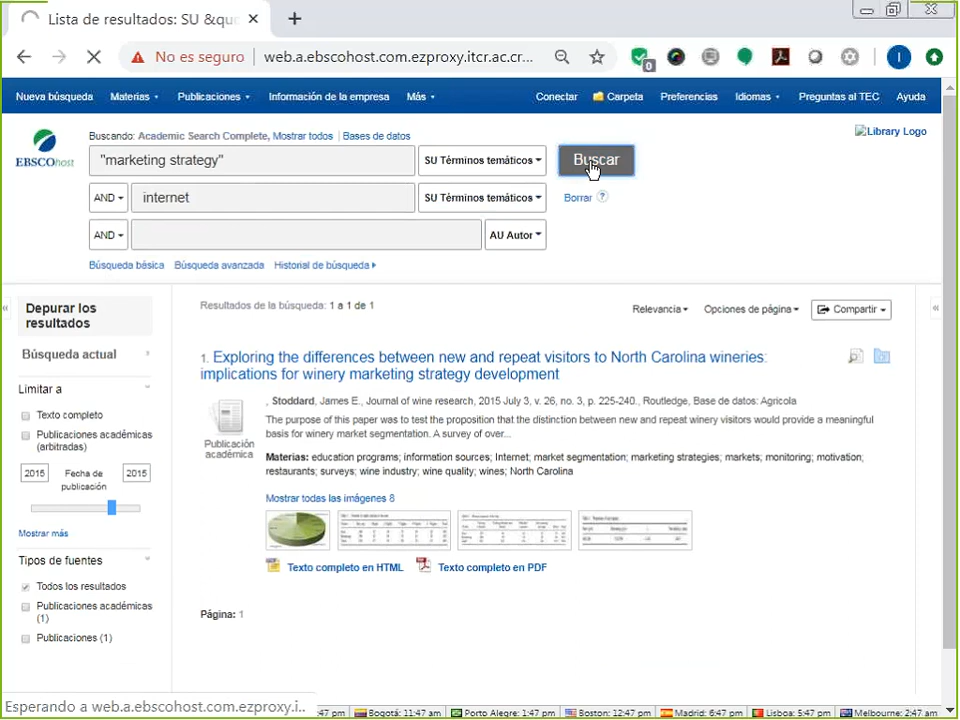 Lista de resultados: SU &quo
No es seguro
web.a.ebscohost.com.ezproxy.itcr.ac.cr...
0
I
Nueva búsqueda
Materias
Publicaciones
Información de la empresa
Más
Conectar
Carpeta
Preferencias
Idiomas
Preguntas al TEC
Ayuda
Buscando: Academic Search Complete, Mostrar todos | Bases de datos
Library Logo
EBSCOhost
"marketing strategy"
SU Términos temáticos
Buscar
AND
internet
SU Términos temáticos
Borrar ?
AND
AU Autor
Búsqueda básica
Búsqueda avanzada
Historial de búsqueda
«
Depurar los
resultados
Búsqueda actual
Limitar a
Texto completo
Publicaciones académicas
(arbitradas)
2015
Fecha de
publicación
2015
Mostrar más
Tipos de fuentes
Todos los resultados
Publicaciones académicas
(1)
Publicaciones (1)
Resultados de la búsqueda: 1 a 1 de 1
Relevancia
Opciones de página
Compartir
«
1. Exploring the differences between new and repeat visitors to North Carolina wineries:
implications for winery marketing strategy development
Publicación
académica
, Stoddard, James E., Journal of wine research, 2015 July 3, v. 26, no. 3, p. 225-240., Routledge, Base de datos: Agricola
The purpose of this paper was to test the proposition that the distinction between new and repeat winery visitors would provide a meaningful
basis for winery market segmentation. A survey of over...
Materias: education programs; information sources; Internet; market segmentation; marketing strategies; markets; monitoring; motivation;
restaurants; surveys; wine industry; wine quality; wines; North Carolina
Mostrar todas las imágenes 8
Texto completo en HTML
Texto completo en PDF
Página: 1
Esperando a web.a.ebscohost.com.ezproxy.i..
:47 pm
Bogotá: 11:47 am
Porto Alegre: 1:47 pm
Boston: 12:47 pm
Madrid: 6:47 pm
Lisboa: 5:47 pm
Melbourne: 2:47 am